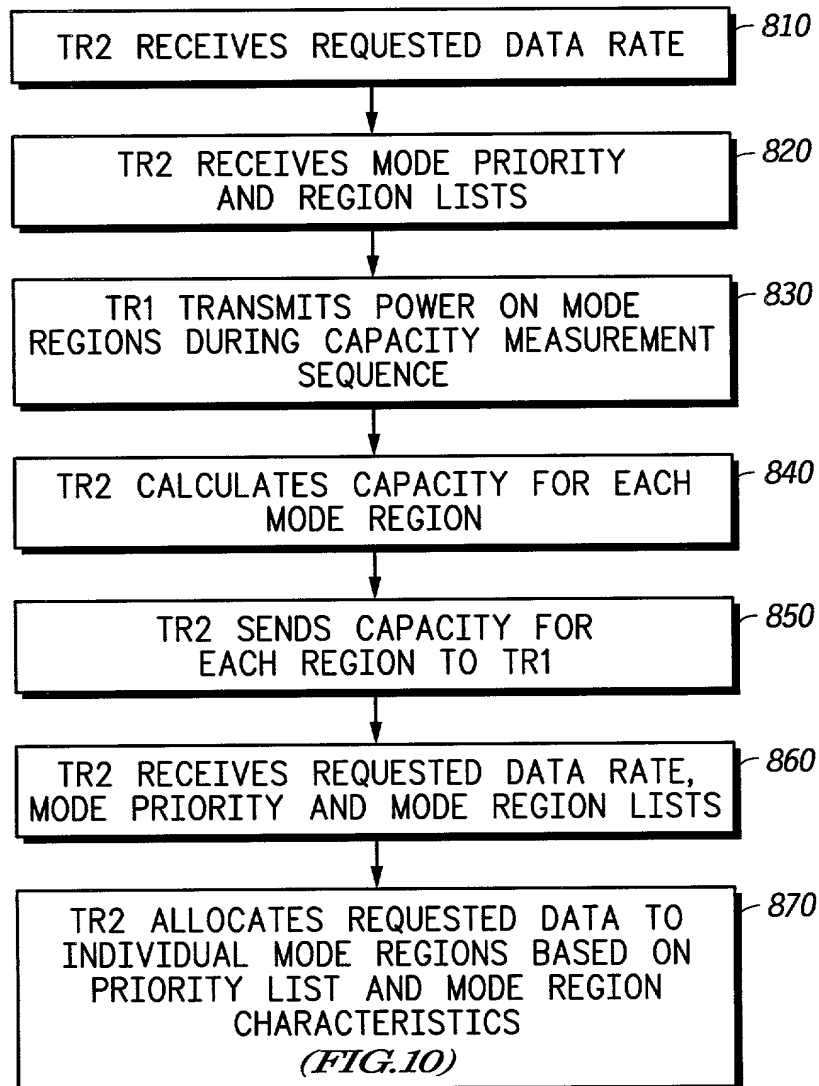 TR2 RECEIVES REQUESTED DATA RATE
810
TR2 RECEIVES MODE PRIORITY
AND REGION LISTS
820
TR1 TRANSMITS POWER ON MODE
REGIONS DURING CAPACITY MEASUREMENT
SEQUENCE
830
TR2 CALCULATES CAPACITY FOR EACH
MODE REGION
840
TR2 SENDS CAPACITY FOR
EACH REGION TO TR1
850
TR2 RECEIVES REQUESTED DATA RATE,
MODE PRIORITY AND MODE REGION LISTS
860
TR2 ALLOCATES REQUESTED DATA TO
INDIVIDUAL MODE REGIONS BASED ON
PRIORITY LIST AND MODE REGION
CHARACTERISTICS
(FIG.10)
870